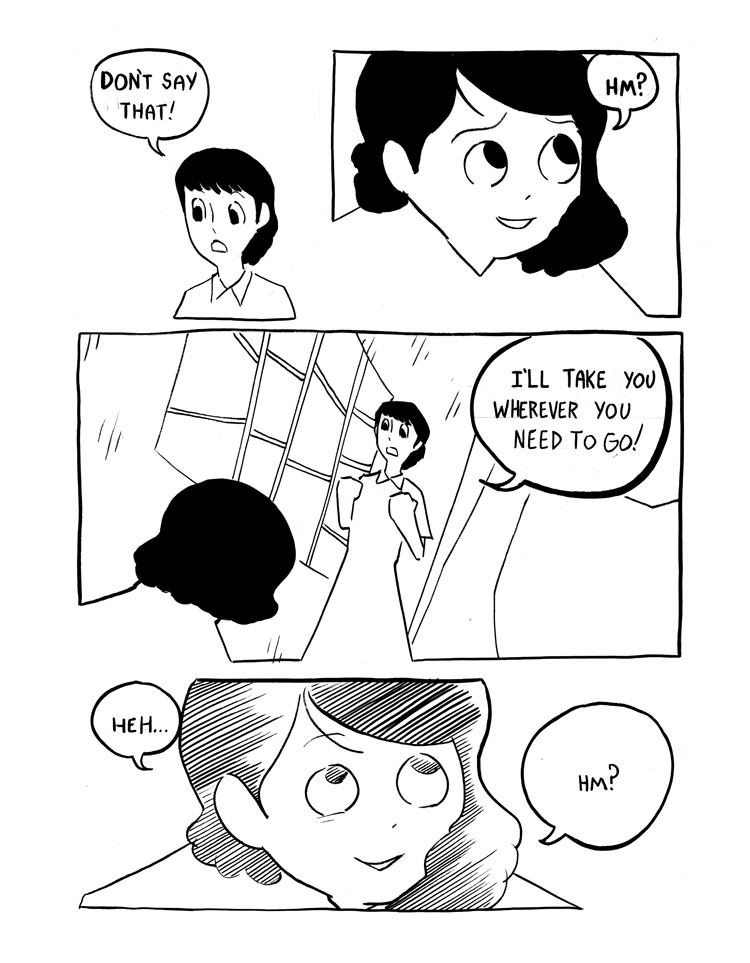 DON'T SAY
THAT!
HM?
I'LL TAKE YOU
WHEREVER YOU
NEED TO GO!
HEH...
HM?